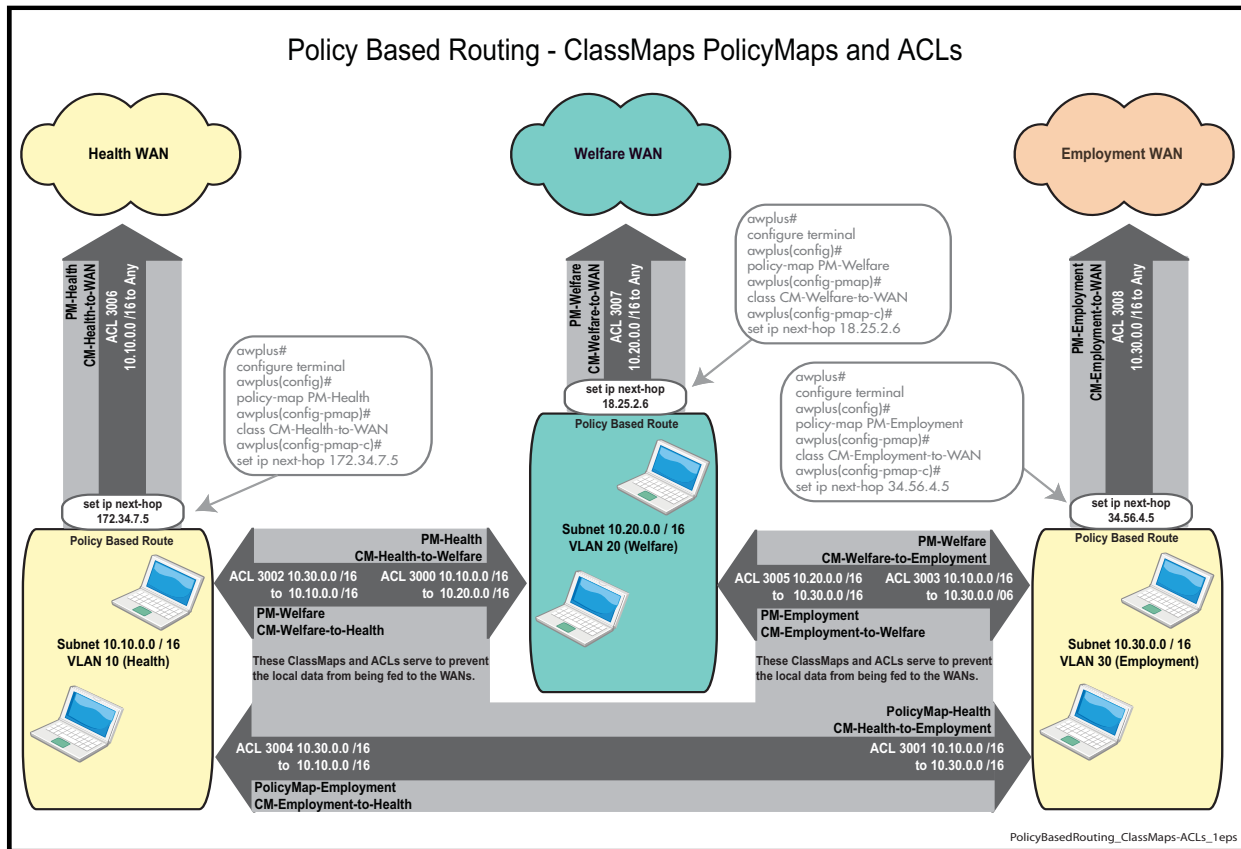 Policy Based Routing - ClassMaps PolicyMaps and ACLs
Health WAN
Welfare WAN
Employment WAN
PM-Health
CM-Health-to-WAN
ACL 3006
10.10.0.0 /16 to Any
awplus#
configure terminal
awplus(config)#
policy-map PM-Health
awplus(config-pmap)#
class CM-Health-to-WAN
awplus(config-pmap-c)#
set ip next-hop 172.34.7.5
PM-Welfare
CM-Welfare-to-WAN
ACL 3007
10.20.0.0 /16 to Any
awplus#
configure terminal
awplus(config)#
policy-map PM-Welfare
awplus(config-pmap)#
class CM-Welfare-to-WAN
awplus(config-pmap-c)#
set ip next-hop 18.25.2.6
awplus#
configure terminal
awplus(config)#
policy-map PM-Employment
awplus(config-pmap)#
class CM-Employment-to-WAN
awplus(config-pmap-c)#
set ip next-hop 34.56.4.5
PM-Employment
CM-Employment-to-WAN
ACL 3008
10.30.0.0 /16 to Any
set ip next-hop
172.34.7.5
Policy Based Route
set ip next-hop
18.25.2.6
Policy Based Route
set ip next-hop
34.56.4.5
Policy Based Route
Subnet 10.10.0.0 / 16
VLAN 10 (Health)
Subnet 10.20.0.0 / 16
VLAN 20 (Welfare)
Subnet 10.30.0.0 / 16
VLAN 30 (Employment)
PM-Health
CM-Health-to-Welfare
ACL 3002 10.30.0.0 /16
to 10.10.0.0 /16
ACL 3000 10.10.0.0 /16
to 10.20.0.0 /16
PM-Welfare
CM-Welfare-to-Health
These ClassMaps and ACLs serve to prevent
the local data from being fed to the WANs.
PM-Welfare
CM-Welfare-to-Employment
ACL 3005 10.20.0.0 /16
to 10.30.0.0 /16
ACL 3003 10.10.0.0 /16
to 10.30.0.0 /06
PM-Employment
CM-Employment-to-Welfare
These ClassMaps and ACLs serve to prevent
the local data from being fed to the WANs.
PolicyMap-Health
CM-Health-to-Employment
ACL 3004 10.30.0.0 /16
to 10.10.0.0 /16
ACL 3001 10.10.0.0 /16
to 10.30.0.0 /16
PolicyMap-Employment
CM-Employment-to-Health
PolicyBasedRouting_ClassMaps-ACLs_1eps